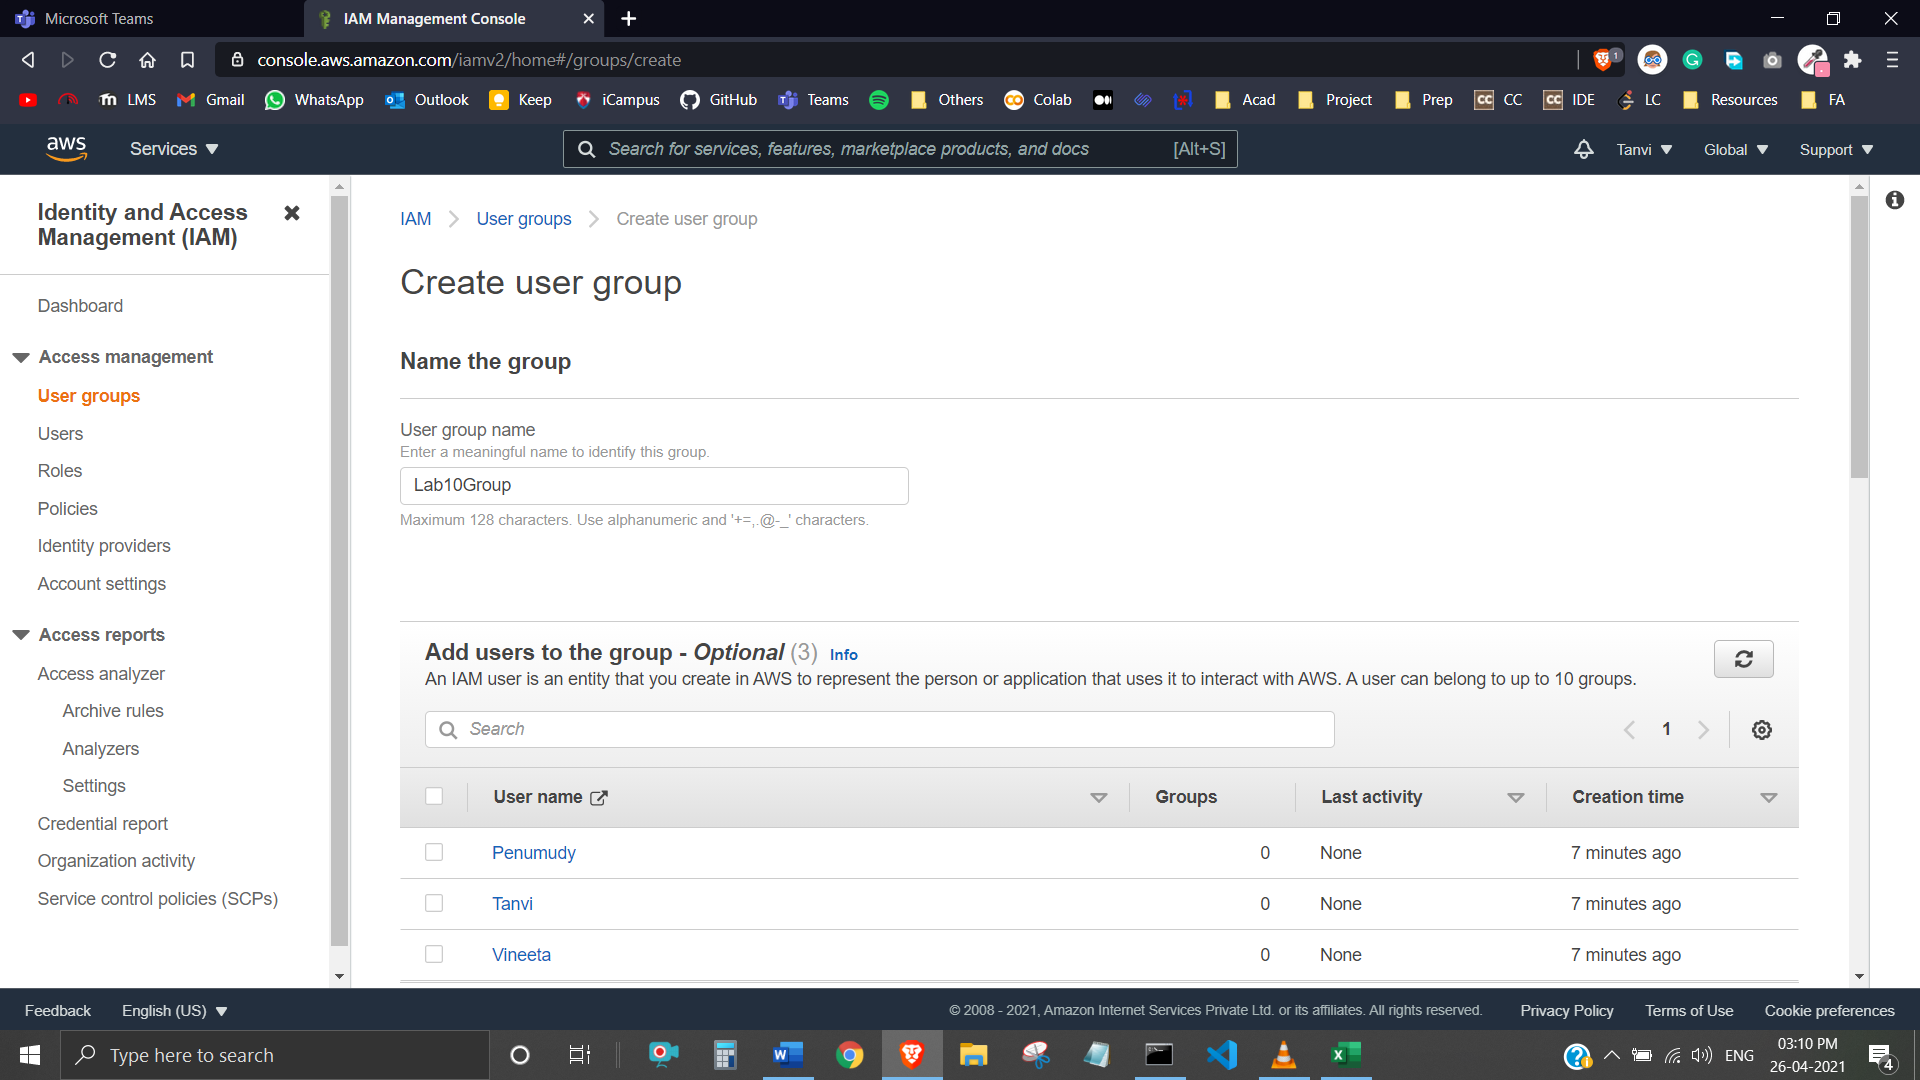 Microsoft Teams
IAM Management Console
console.aws.amazon.com/iamv2/home#/groups/create
1
LMS
Gmail
WhatsApp
Outlook
Keep
iCampus
GitHub
Teams
Others
Colab
Acad
Project
Prep
CC CC
CC IDE
LC
Resources
FA
aws
Services
Search for services, features, marketplace products, and docs [Alt+S]
Tanvi
Global
Support
Identity and Access
Management (IAM)
Dashboard
Access management
User groups
Users
Roles
Policies
Identity providers
Account settings
Access reports
Access analyzer
Archive rules
Analyzers
Settings
Credential report
Organization activity
Service control policies (SCPs)
IAM
User groups
Create user group
Create user group
Name the group
User group name
Enter a meaningful name to identify this group.
Lab10Group
Maximum 128 characters. Use alphanumeric and '+=,.@-_' characters.
Add users to the group - Optional (3) Info
An IAM user is an entity that you create in AWS to represent the person or application that uses it to interact with AWS. A user can belong to up to 10 groups.
Search
1
User name Groups Last activity Creation time
Penumudy 0 None 7 minutes ago
Tanvi 0 None 7 minutes ago
Vineeta 0 None 7 minutes ago
Feedback
English (US)
© 2008 - 2021, Amazon Internet Services Private Ltd. or its affiliates. All rights reserved.
Privacy Policy
Terms of Use
Cookie preferences
Type here to search
ENG
03:10 PM
26-04-2021
4